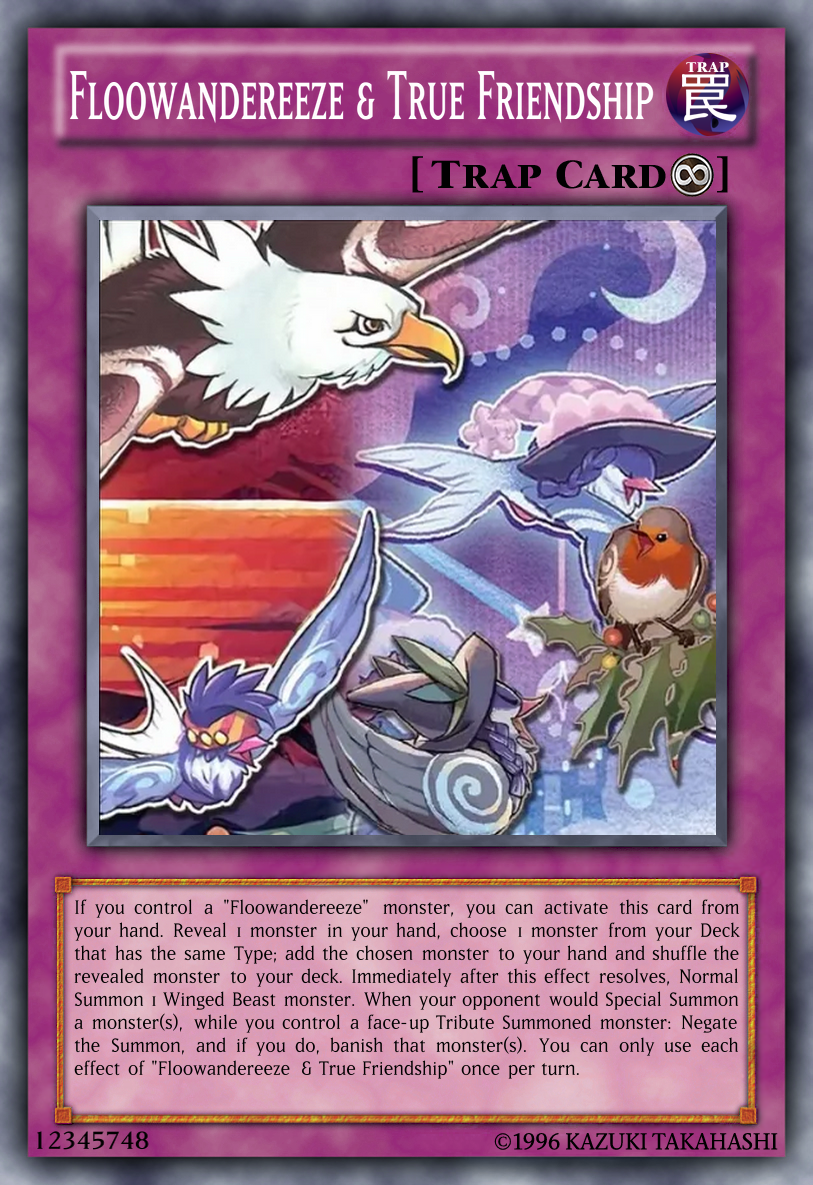 Floowandereeze & True Friendship
TRAP
罠
[Trap Card∞]
If you control a "Floowandereeze" monster, you can activate this card from
your hand. Reveal 1 monster in your hand, choose 1 monster from your Deck
that has the same Type; add the chosen monster to your hand and shuffle the
revealed monster to your deck. Immediately after this effect resolves, Normal
Summon 1 Winged Beast monster. When your opponent would Special Summon
a monster(s), while you control a face-up Tribute Summoned monster: Negate
the Summon, and if you do, banish that monster(s). You can only use each
effect of "Floowandereeze & True Friendship" once per turn.
12345748
©1996 KAZUKI TAKAHASHI